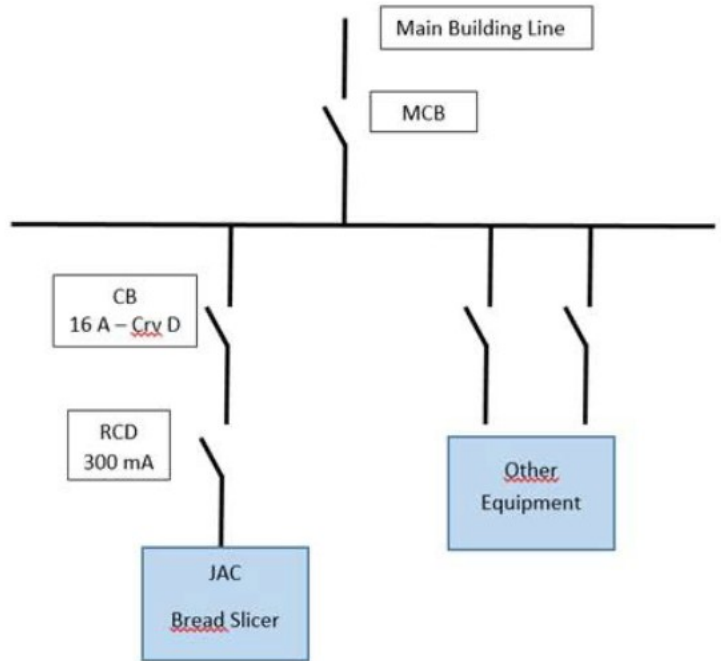 Main Building Line
MCB
CB
16 A – Crv D
RCD
300 mA
Other
Equipment
JAC
Bread Slicer